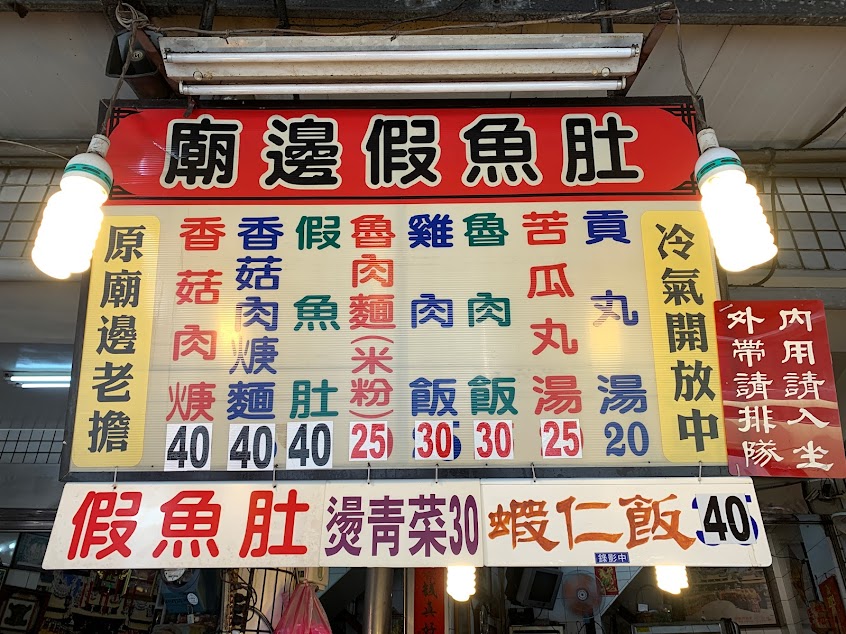 廟邊假魚肚
原廟邊老擔
香菇肉焿 40
香菇肉焿麵 40
假魚肚 40
魯肉麵(米粉) 25
雞肉飯 30
魯肉飯 30
苦瓜丸湯 25
貢丸湯 20
冷氣開放中
內用請入坐
外帶請排隊
假魚肚
燙青菜30
蝦仁飯 40
錄影中